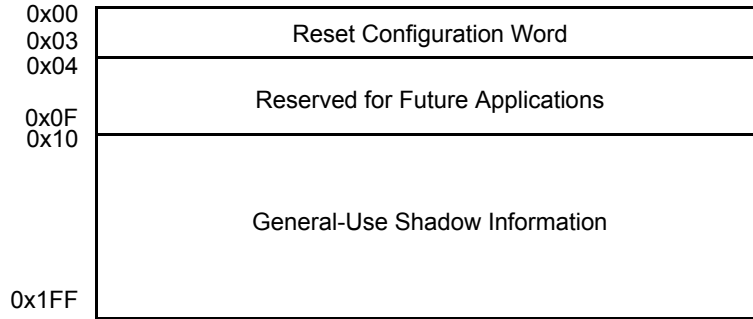 0x00
Reset Configuration Word
0x03
0x04
Reserved for Future Applications
0x0F
0x10
General-Use Shadow Information
0x1FF